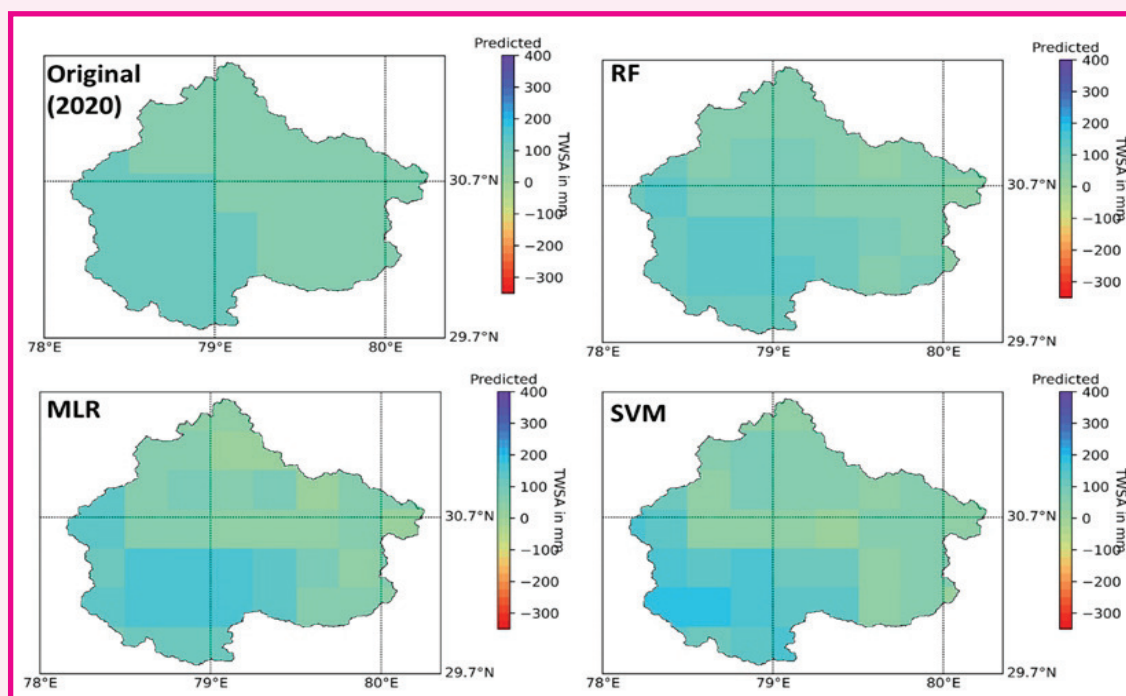 Original
(2020)
Predicted
400
300
200
100
0
−100
−200
−300
TWSA in mm
30.7°N
29.7°N
78°E
79°E
80°E
RF
Predicted
400
300
200
100
0
−100
−200
−300
TWSA in mm
30.7°N
29.7°N
78°E
79°E
80°E
MLR
Predicted
400
300
200
100
0
−100
−200
−300
TWSA in mm
30.7°N
29.7°N
78°E
79°E
80°E
SVM
Predicted
400
300
200
100
0
−100
−200
−300
TWSA in mm
30.7°N
29.7°N
78°E
79°E
80°E